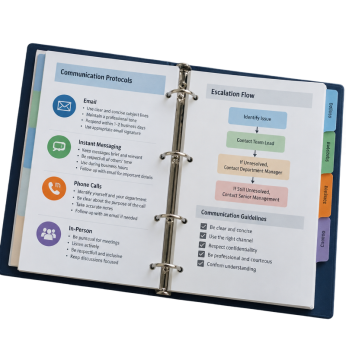 Communication Protocols
Email
Use clear and concise subject lines
Maintain a professional tone
Respond within 1-2 business days
Use appropriate email signature
Instant Messaging
Keep messages brief and relevant
Be respectful of others' time
Use during business hours
Follow up with email for important details
Phone Calls
Identify yourself and your department
Be clear about the purpose of the call
Take accurate notes
Follow up with an email if needed
In-Person
Be punctual for meetings
Listen actively
Be respectful and inclusive
Keep discussions focused
Escalation Flow
Identify Issue
Contact Team Lead
If Unresolved,
Contact Department Manager
If Still Unresolved,
Contact Senior Management
Communication Guidelines
Be clear and concise
Use the right channel
Respect confidentiality
Be professional and courteous
Confirm understanding